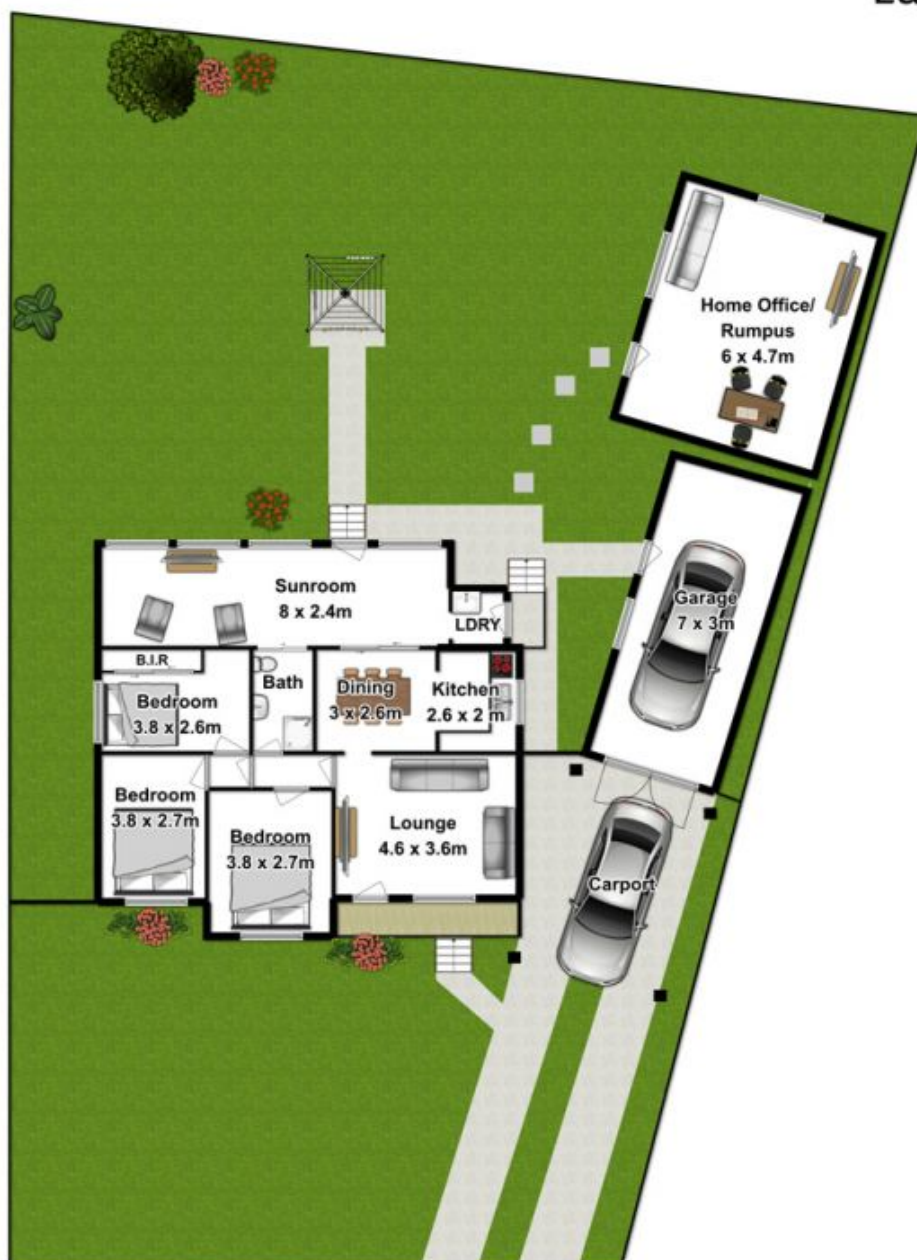 Home Office/
Rumpus
6 x 4.7m
Garage
7 x 3m
Sunroom
8 x 2.4m
LDRY
B.I.R
Bath
Dining
3 x 2.6m
Kitchen
2.6 x 2 m
Bedroom
3.8 x 2.6m
Bedroom
3.8 x 2.7m
Bedroom
3.8 x 2.7m
Lounge
4.6 x 3.6m
Carport